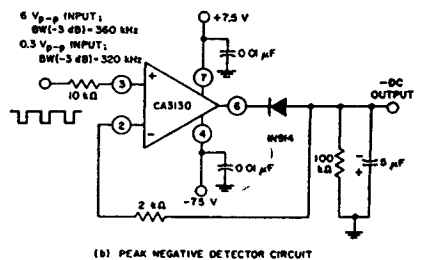 6 Vp-p INPUT;
BW(-3 dB)=360 kHz
0.3 Vp-p INPUT;
BW(-3 dB)=320 kHz
+7.5 V
0.01 µF
7
10 kΩ
3
+
CA3130
6
-DC
OUTPUT
2
-
4
1N914
0.01 µF
100
kΩ
-
+
5 µF
-7.5 V
2 kΩ
(b) PEAK NEGATIVE DETECTOR CIRCUIT